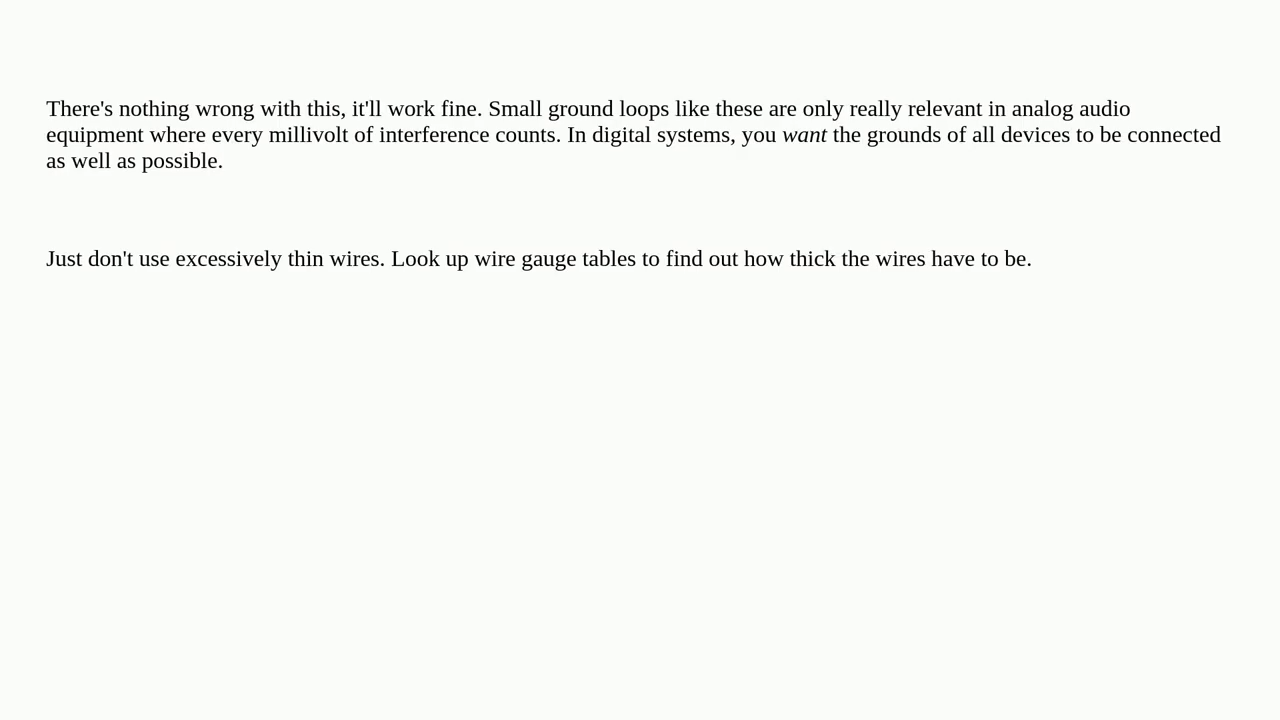 There's nothing wrong with this, it'll work fine. Small ground loops like these are only really relevant in analog audio
equipment where every millivolt of interference counts. In digital systems, you want the grounds of all devices to be connected
as well as possible.
Just don't use excessively thin wires. Look up wire gauge tables to find out how thick the wires have to be.